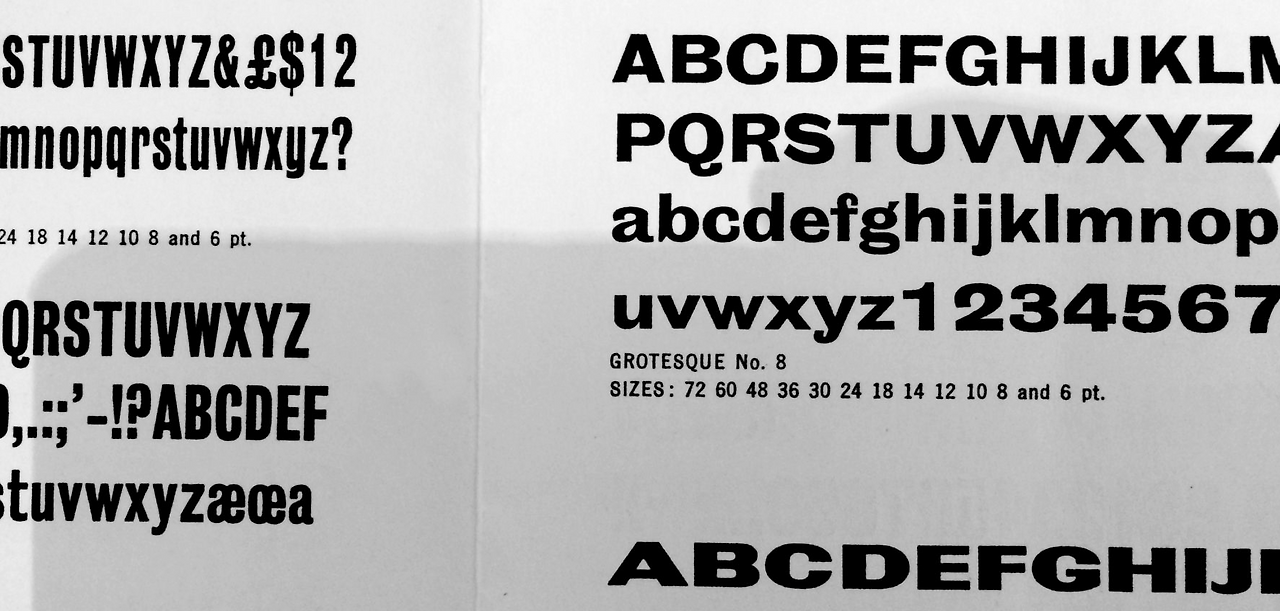 STUVWXYZ&£$12
mnopqrstuvwxyz?
24 18 14 12 10 8 and 6 pt.
QRSTUVWXYZ
,.:;’-!?ABCDEF
stuvwxyzæœa
ABCDEFGHIJKLM
PQRSTUVWXYZ
abcdefghijklmnop
uvwxyz1234567
GROTESQUE No. 8
SIZES: 72 60 48 36 30 24 18 14 12 10 8 and 6 pt.
ABCDEFGHIJ